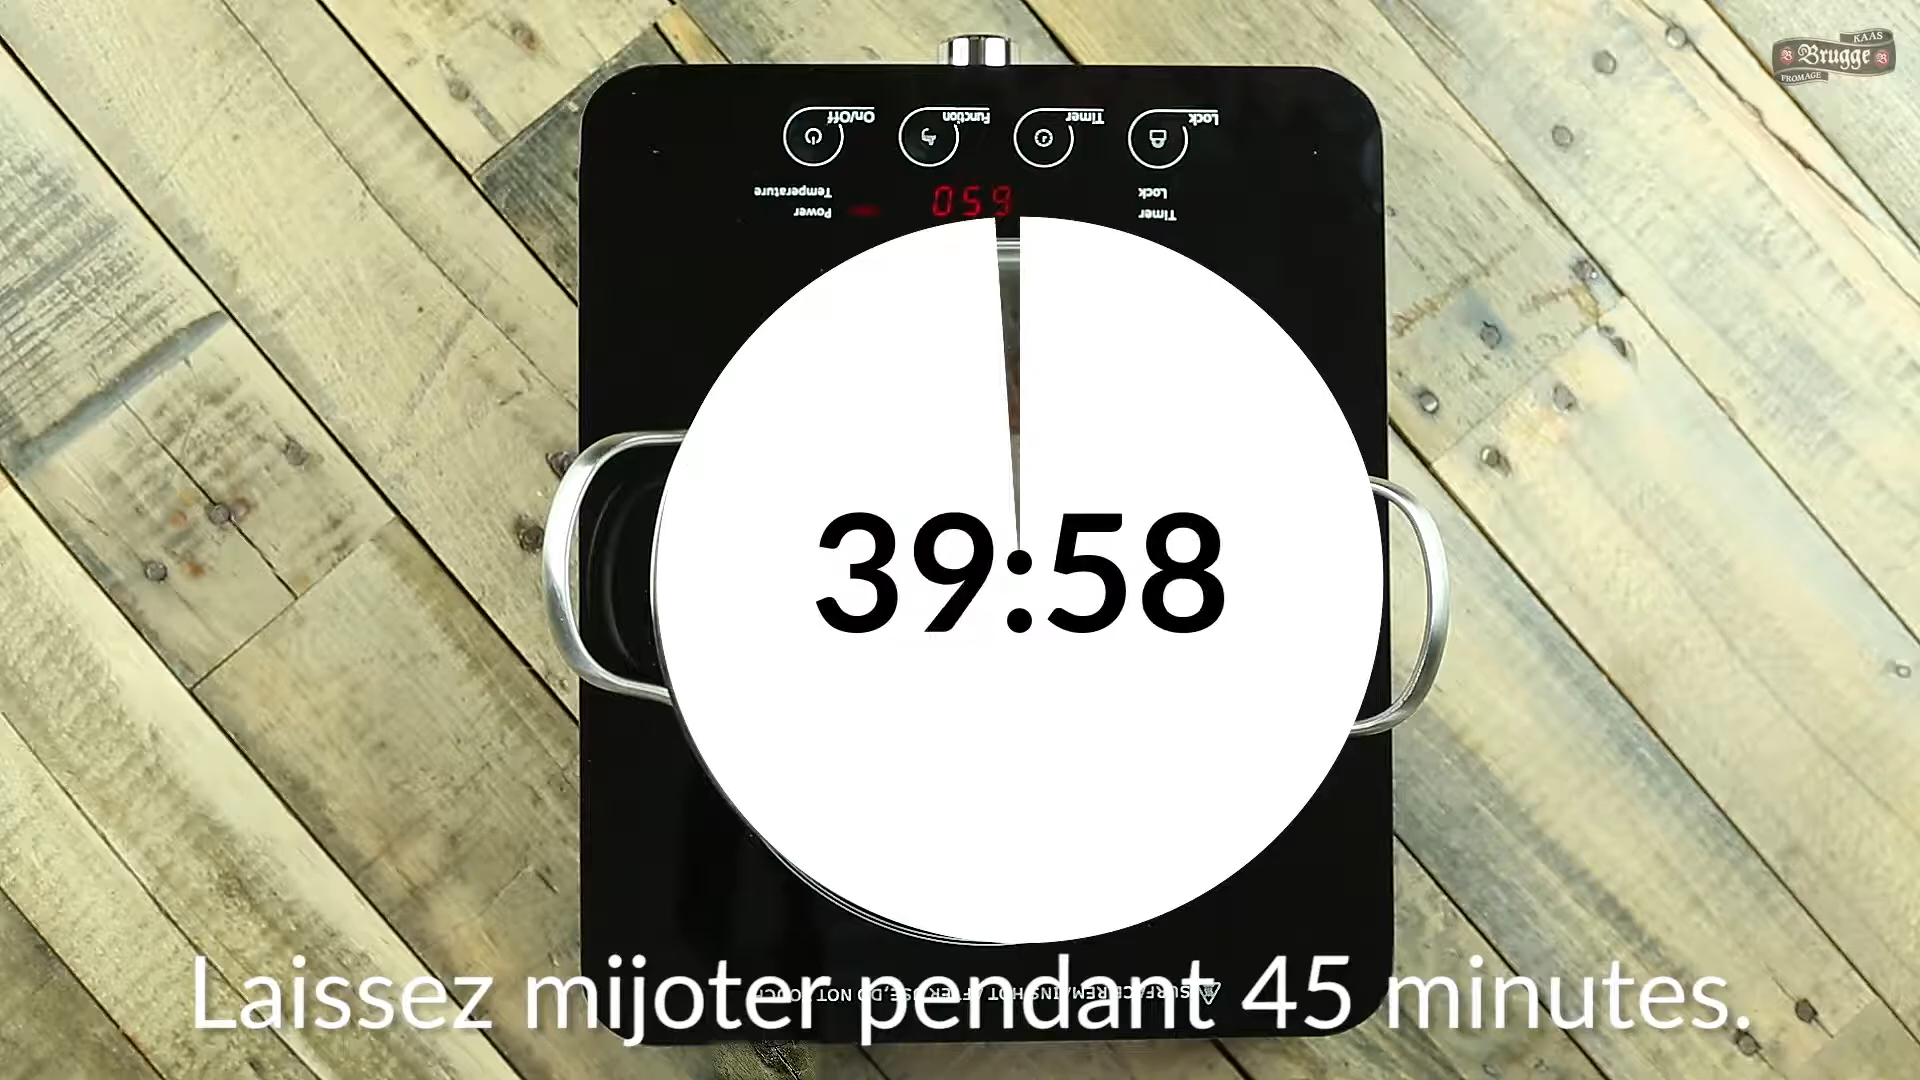 KAAS
B Brugge B
FROMAGE
On/Off
Function
Timer
Lock
Temperature
Power
Lock
Timer
650
39:58
Laissez mijoter pendant 45 minutes.